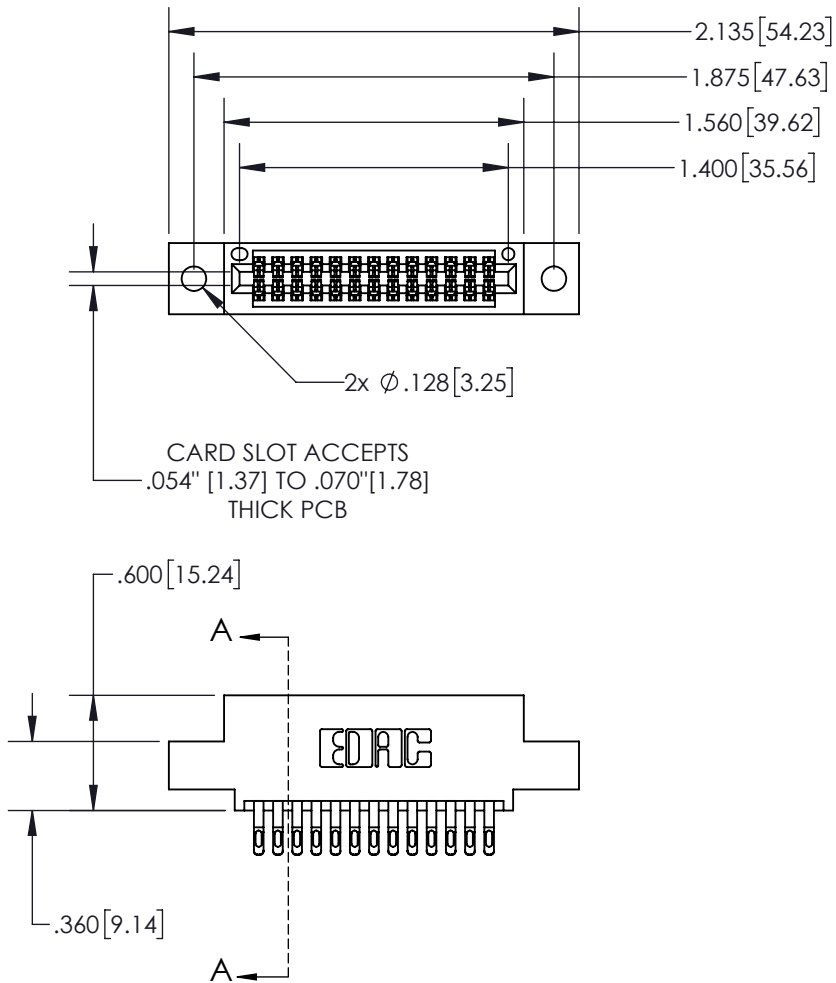 2.135[54.23]
1.875[47.63]
1.560[39.62]
1.400[35.56]
2x ∅.128[3.25]
CARD SLOT ACCEPTS
.054" [1.37] TO .070"[1.78]
THICK PCB
.600[15.24]
A
EDAC
.360[9.14]
A